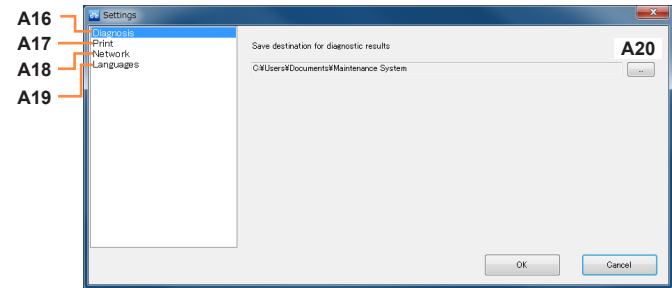 Settings
A16
Diagnosis
A17
Print
A18
Network
A19
Languages
Save destination for diagnostic results
A20
C:¥Users¥Documents¥Maintenance System
...
OK
Cancel